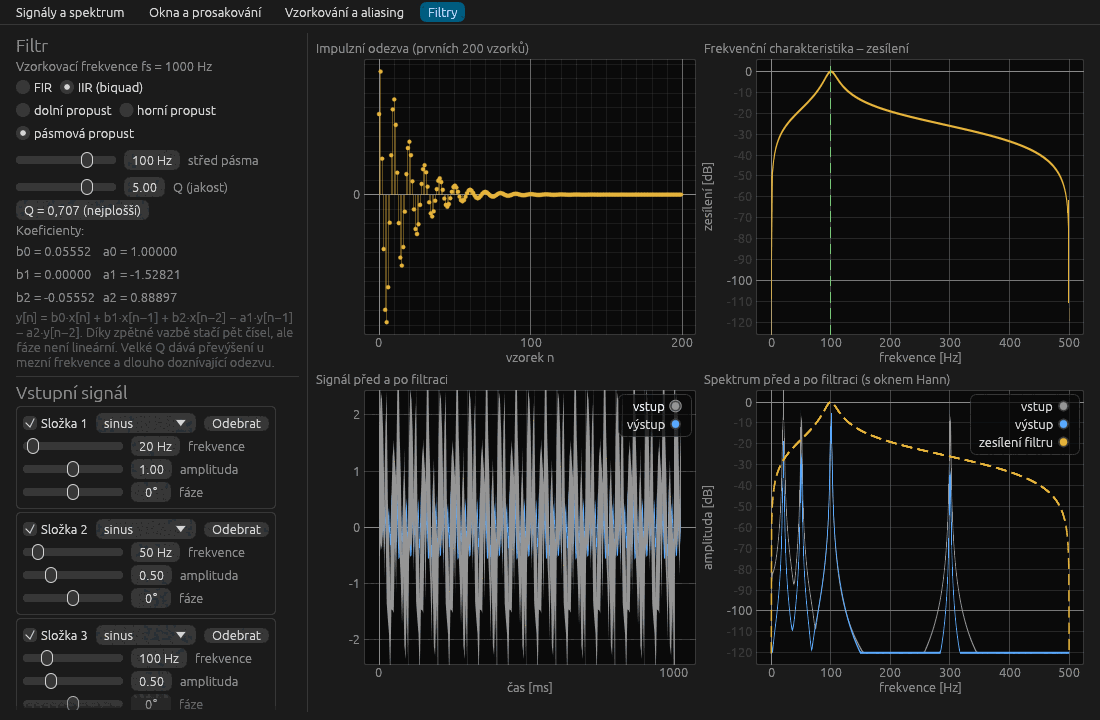 Signály a spektrum
Okna a prosakování
Vzorkování a aliasing
Filtry
Filtr
Vzorkovací frekvence fs = 1000 Hz
FIR
IIR (biquad)
dolní propust
horní propust
pásmová propust
100 Hz střed pásma
5.00 Q (jakost)
Q = 0,707 (nejplošší)
Koeficienty:
b0 = 0.05552 a0 = 1.00000
b1 = 0.00000 a1 = -1.52821
b2 = -0.05552 a2 = 0.88897
y[n] = b0·x[n] + b1·x[n−1] + b2·x[n−2] − a1·y[n−1]
− a2·y[n−2]. Díky zpětné vazbě stačí pět čísel, ale
fáze není lineární. Velké Q dává převýšení u
mezní frekvence a dlouho doznívající odezvu.
Vstupní signál
Složka 1 sinus Odebrat
20 Hz frekvence
1.00 amplituda
0° fáze
Složka 2 sinus Odebrat
50 Hz frekvence
0.50 amplituda
0° fáze
Složka 3 sinus Odebrat
100 Hz frekvence
0.50 amplituda
0° fáze
Impulzní odezva (prvních 200 vzorků)
0
0 100 200
vzorek n
Frekvenční charakteristika – zesílení
zesílení [dB]
0
-10
-20
-30
-40
-50
-60
-70
-80
-90
-100
-110
-120
0 100 200 300 400 500
frekvence [Hz]
Signál před a po filtraci
vstup
výstup
2
1
0
-1
-2
0 1000
čas [ms]
Spektrum před a po filtraci (s oknem Hann)
vstup
výstup
zesílení filtru
amplituda [dB]
0
-10
-20
-30
-40
-50
-60
-70
-80
-90
-100
-110
-120
0 100 200 300 400 500
frekvence [Hz]